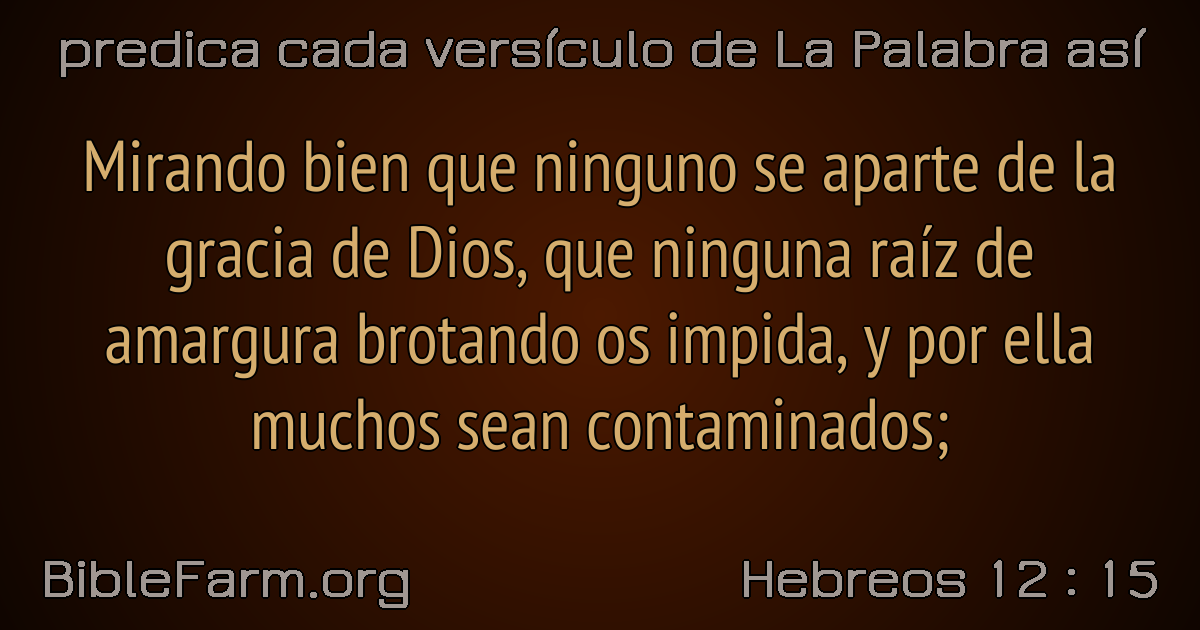 predica cada versículo de La Palabra así
Mirando bien que ninguno se aparte de la
gracia de Dios, que ninguna raíz de
amargura brotando os impida, y por ella
muchos sean contaminados;
BibleFarm.org
Hebreos 12 : 15